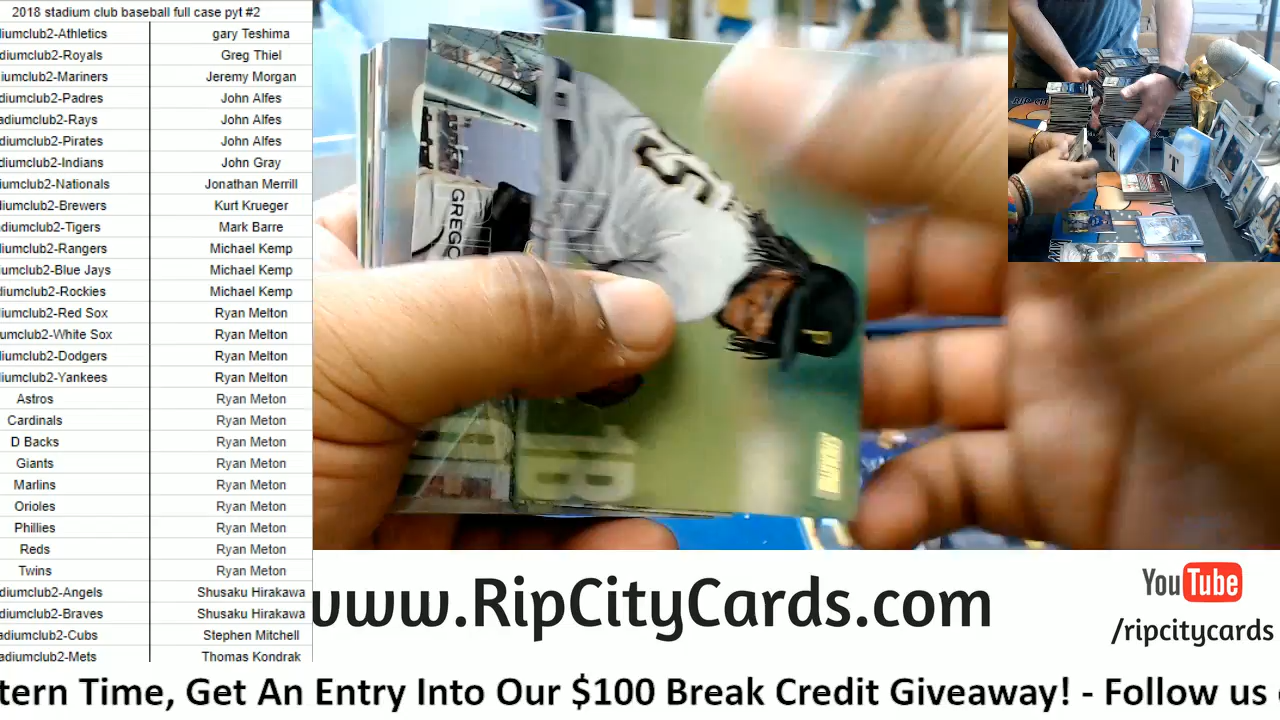 2018 stadium club baseball full case pyt #2
diumclub2-Athletics gary Teshima
iumclub2-Royals Greg Thiel
iumclub2-Mariners Jeremy Morgan
diumclub2-Padres John Alfes
adiumclub2-Rays John Alfes
adiumclub2-Pirates John Alfes
diumclub2-Indians John Gray
iumclub2-Nationals Jonathan Merrill
iumclub2-Brewers Kurt Krueger
adiumclub2-Tigers Mark Barre
iumclub2-Rangers Michael Kemp
diumclub2-Blue Jays Michael Kemp
diumclub2-Rockies Michael Kemp
diumclub2-Red Sox Ryan Melton
umclub2-White Sox Ryan Melton
iumclub2-Dodgers Ryan Melton
iumclub2-Yankees Ryan Melton
Astros Ryan Meton
Cardinals Ryan Meton
D Backs Ryan Meton
Giants Ryan Meton
Marlins Ryan Meton
Orioles Ryan Meton
Phillies Ryan Meton
Reds Ryan Meton
Twins Ryan Meton
diumclub2-Angels Shusaku Hirakawa
diumclub2-Braves Shusaku Hirakawa
adiumclub2-Cubs Stephen Mitchell
adiumclub2-Mets Thomas Kondrak
GREGO
P
R
T
www.RipCityCards.com
YouTube
/ripcitycards
tern Time, Get An Entry Into Our $100 Break Credit Giveaway! - Follow us